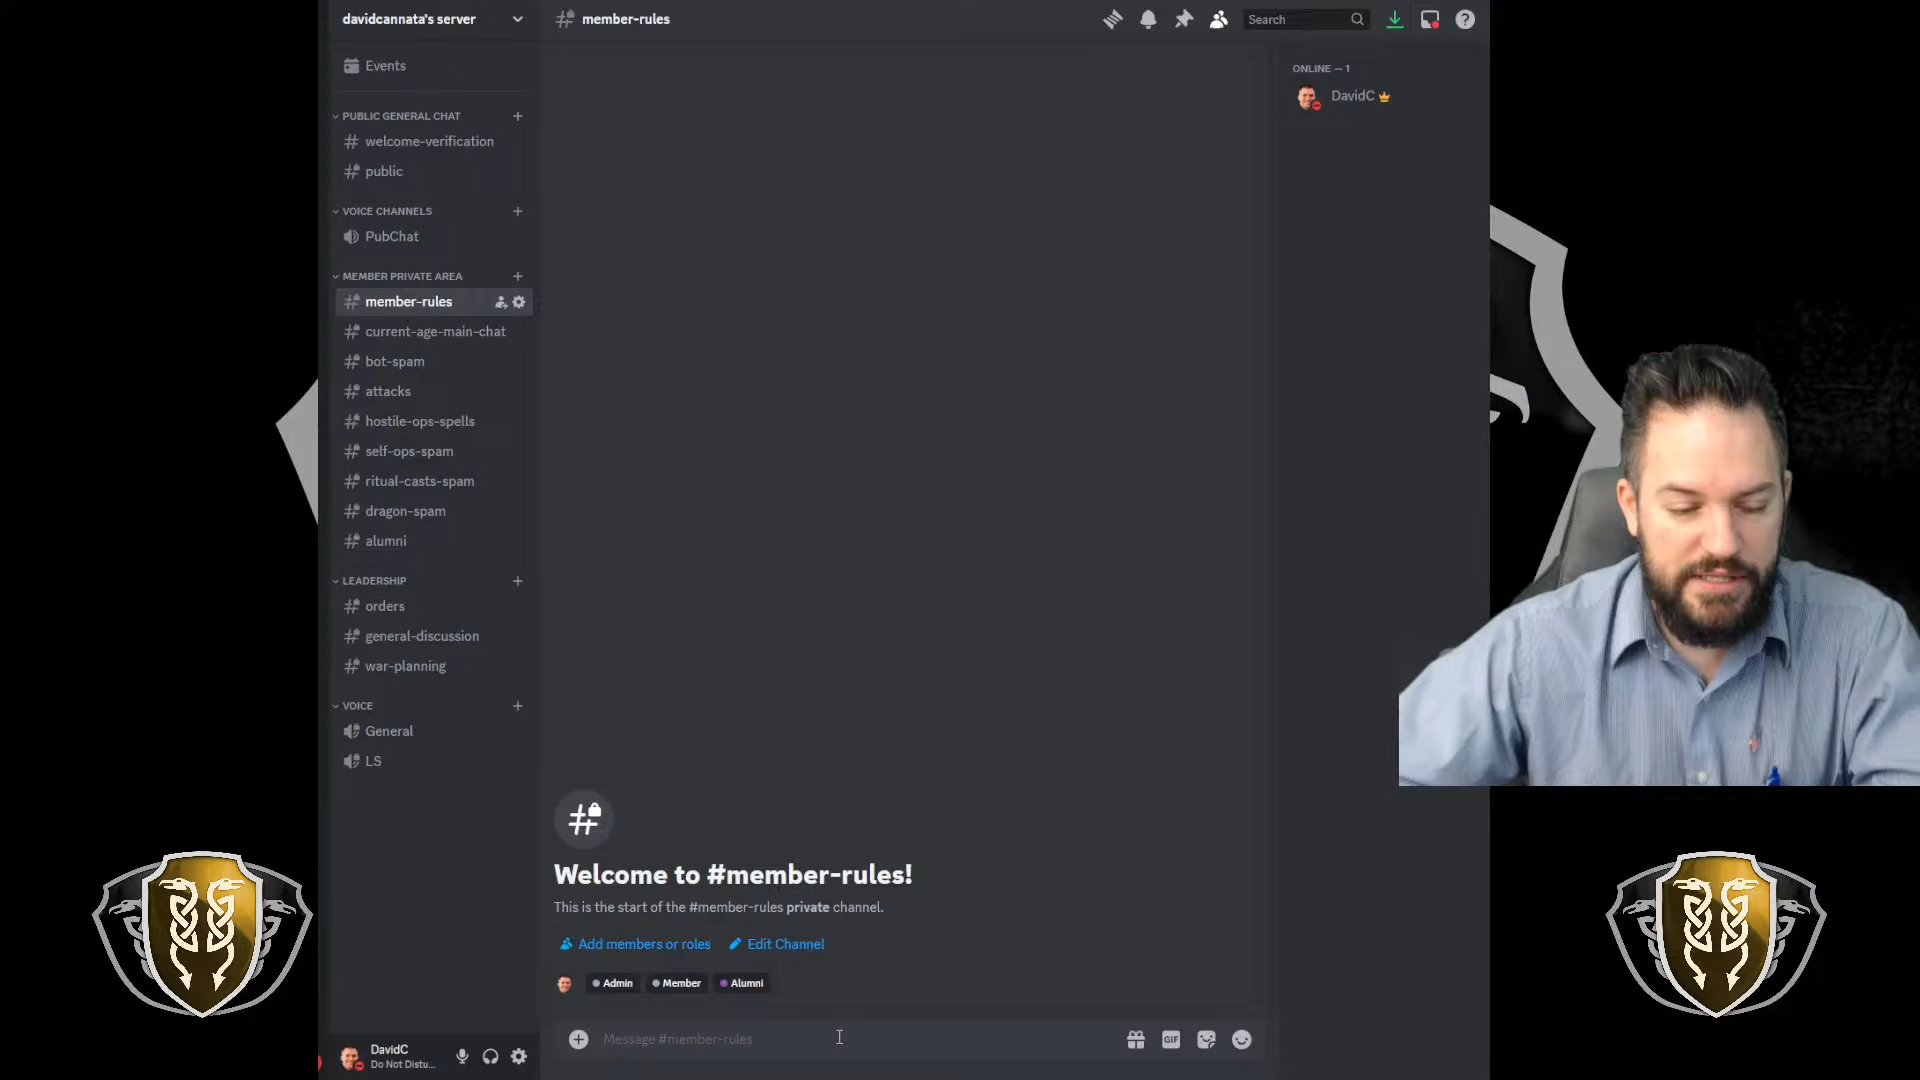 davidcannata's server
member-rules
Search
Events
ONLINE — 1
DavidC
PUBLIC GENERAL CHAT
welcome-verification
public
VOICE CHANNELS
PubChat
MEMBER PRIVATE AREA
member-rules
current-age-main-chat
bot-spam
attacks
hostile-ops-spells
self-ops-spam
ritual-casts-spam
dragon-spam
alumni
LEADERSHIP
orders
general-discussion
war-planning
VOICE
General
LS
Welcome to #member-rules!
This is the start of the #member-rules private channel.
Add members or roles Edit Channel
Admin Member Alumni
Message #member-rules
GIF
DavidC
Do Not Distu...